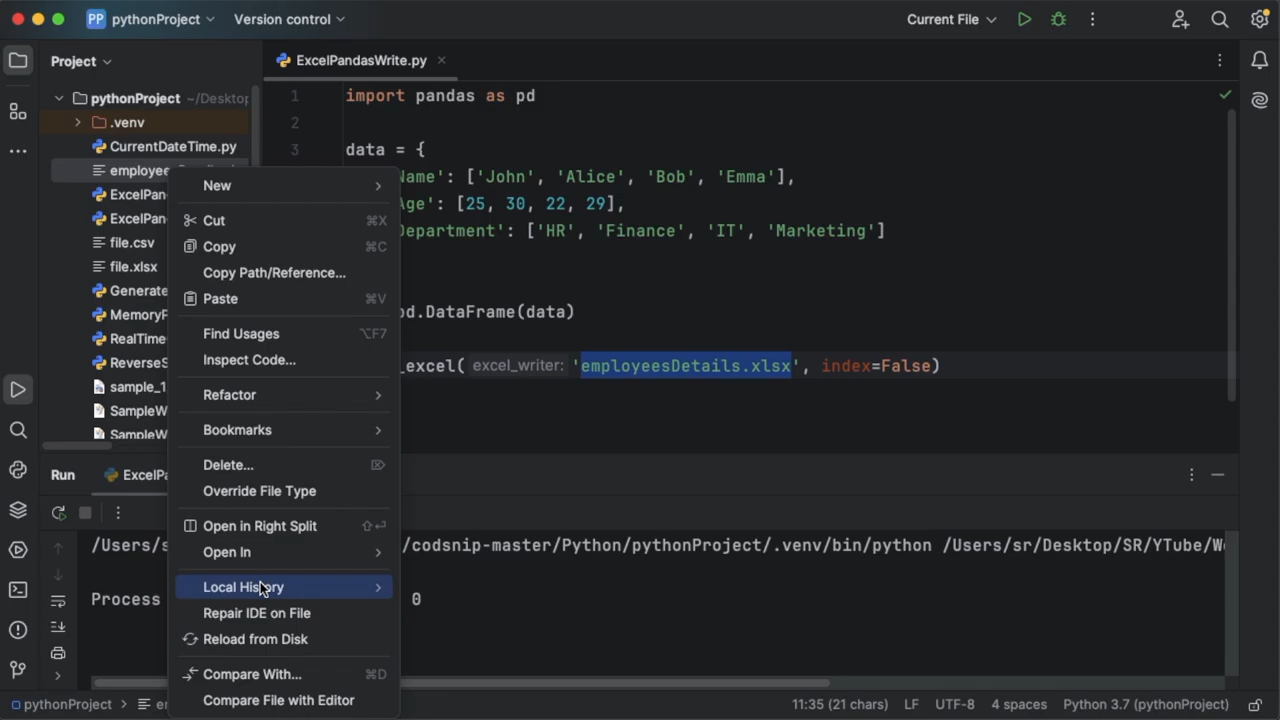 PP pythonProject Version control Current File
Project
ExcelPandasWrite.py
pythonProject ~/Desktop
.venv
CurrentDateTime.py
employee
ExcelPan
ExcelPan
file.csv
file.xlsx
Generate
MemoryP
RealTime
ReverseS
sample_1
SampleW
SampleW
1 import pandas as pd
2
3 data = {
Name': ['John', 'Alice', 'Bob', 'Emma'],
Age': [25, 30, 22, 29],
Department': ['HR', 'Finance', 'IT', 'Marketing']
pd.DataFrame(data)
_excel( excel_writer: 'employeesDetails.xlsx', index=False)
New
Cut ⌘X
Copy ⌘C
Copy Path/Reference...
Paste ⌘V
Find Usages ⌥F7
Inspect Code...
Refactor
Bookmarks
Delete... ⌦
Override File Type
Open in Right Split ⇧⏎
Open In
Local History
Repair IDE on File
Reload from Disk
Compare With... ⌘D
Compare File with Editor
Run ExcelPa
/Users/s /codsnip-master/Python/pythonProject/.venv/bin/python /Users/sr/Desktop/SR/YTube/W
Process 0
pythonProject > em 11:35 (21 chars) LF UTF-8 4 spaces Python 3.7 (pythonProject)